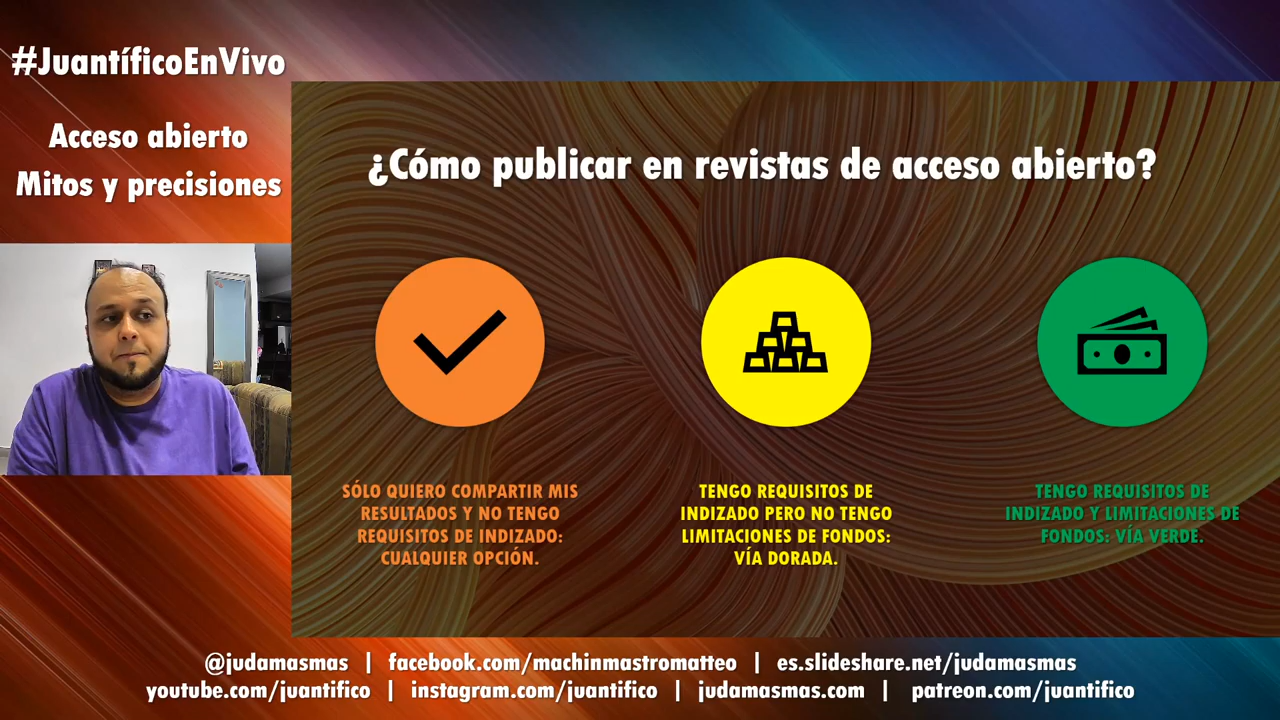 #JuantíficoEnVivo
Acceso abierto
Mitos y precisiones
¿Cómo publicar en revistas de acceso abierto?
SÓLO QUIERO COMPARTIR MIS
RESULTADOS Y NO TENGO
REQUISITOS DE INDIZADO:
CUALQUIER OPCIÓN.
TENGO REQUISITOS DE
INDIZADO PERO NO TENGO
LIMITACIONES DE FONDOS:
VÍA DORADA.
TENGO REQUISITOS DE
INDIZADO Y LIMITACIONES DE
FONDOS: VÍA VERDE.
@judamasmas | facebook.com/machinmastromatteo | es.slideshare.net/judamasmas
youtube.com/juantifico | instagram.com/juantifico | judamasmas.com | patreon.com/juantifico